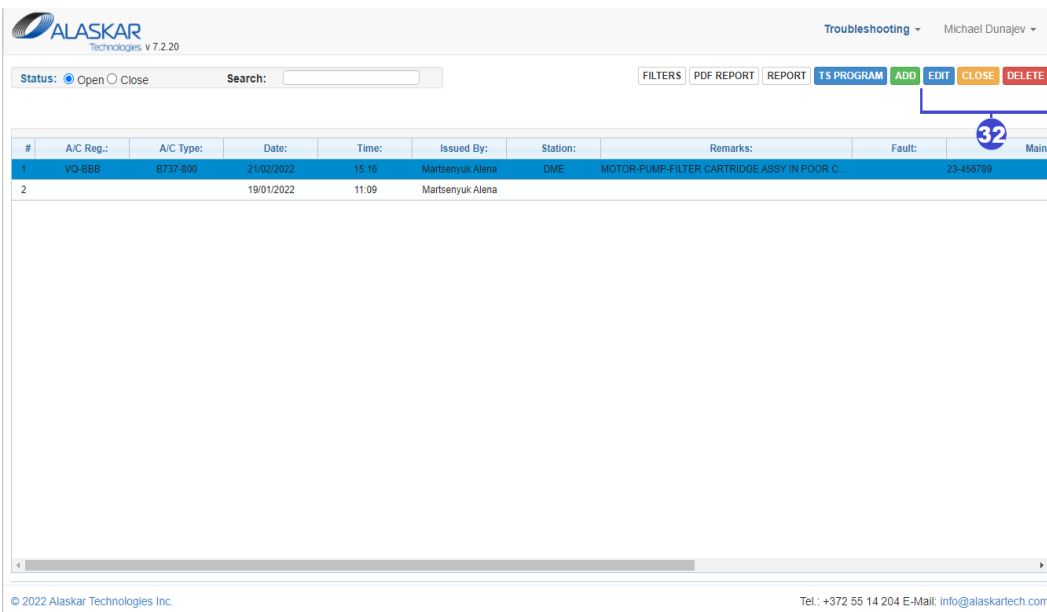 ALASKAR Troubleshooting Michael Dunajev
Technologies v 7.2.20
Status: Open Close Search: FILTERS PDF REPORT REPORT TS PROGRAM ADD EDIT CLOSE DELETE
32
# A/C Reg.: A/C Type: Date: Time: Issued By: Station: Remarks: Fault: Main
1 VQ-BBB B737-800 21/02/2022 15:16 Martsenyuk Alena DME MOTOR-PUMP-FILTER CARTRIDGE ASSY IN POOR C... 23-456789
2 19/01/2022 11:09 Martsenyuk Alena
© 2022 Alaskar Technologies Inc. Tel.: +372 55 14 204 E-Mail: info@alaskartech.com